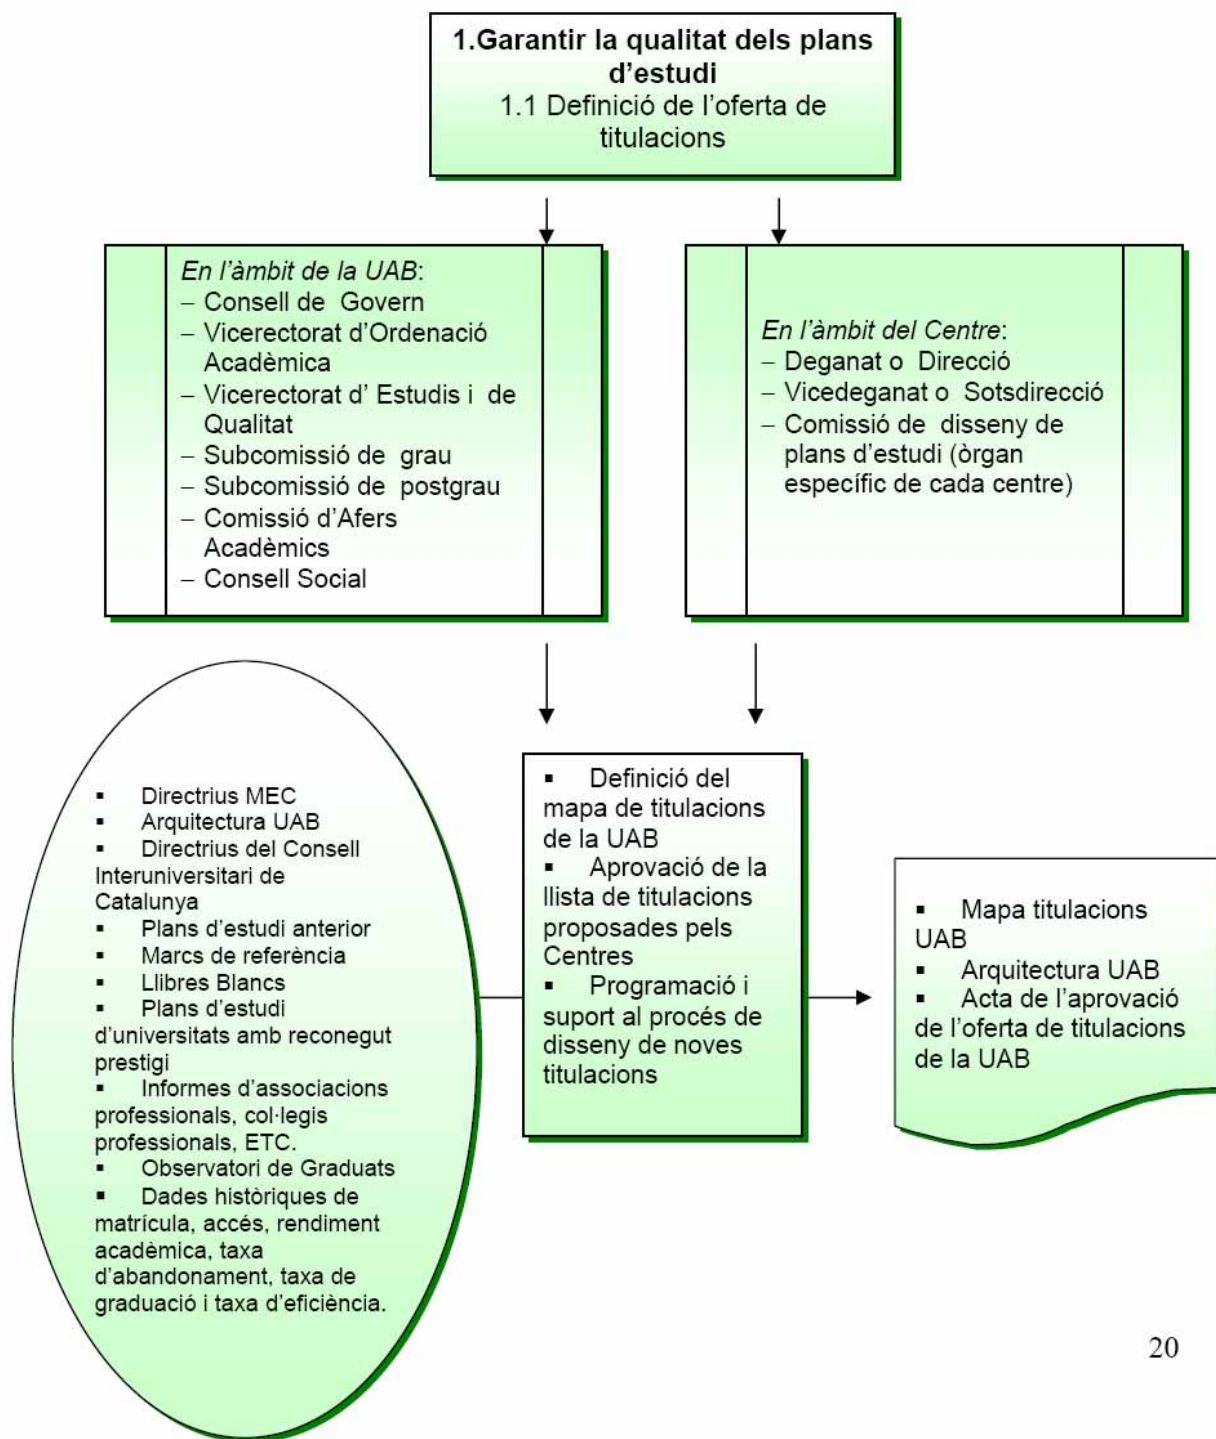 1.Garantir la qualitat dels plans
d’estudi
1.1 Definició de l’oferta de
titulacions
En l’àmbit de la UAB:
– Consell de Govern
– Vicerectorat d’Ordenació
Acadèmica
– Vicerectorat d’ Estudis i de
Qualitat
– Subcomissió de grau
– Subcomissió de postgrau
– Comissió d’Afers
Acadèmics
– Consell Social
En l’àmbit del Centre:
– Deganat o Direcció
– Vicedeganat o Sotsdirecció
– Comissió de disseny de
plans d’estudi (òrgan
específic de cada centre)
▪ Directrius MEC
▪ Arquitectura UAB
▪ Directrius del Consell
Interuniversitari de
Catalunya
▪ Plans d’estudi anterior
▪ Marcs de referència
▪ Llibres Blancs
▪ Plans d’estudi
d’universitats amb reconegut
prestigi
▪ Informes d’associacions
professionals, col·legis
professionals, ETC.
▪ Observatori de Graduats
▪ Dades històriques de
matrícula, accés, rendiment
acadèmica, taxa
d’abandonament, taxa de
graduació i taxa d’eficiència.
▪ Definició del
mapa de titulacions
de la UAB
▪ Aprovació de la
llista de titulacions
proposades pels
Centres
▪ Programació i
suport al procés de
disseny de noves
titulacions
▪ Mapa titulacions
UAB
▪ Arquitectura UAB
▪ Acta de l’aprovació
de l’oferta de titulacions
de la UAB
20